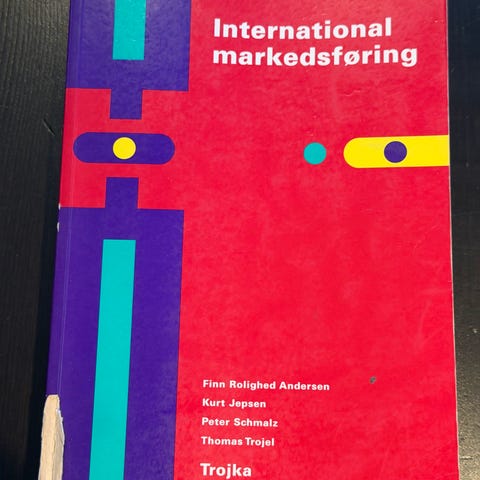 International
markedsføring
Finn Rolighed Andersen
Kurt Jepsen
Peter Schmalz
Thomas Trojel
Trojka